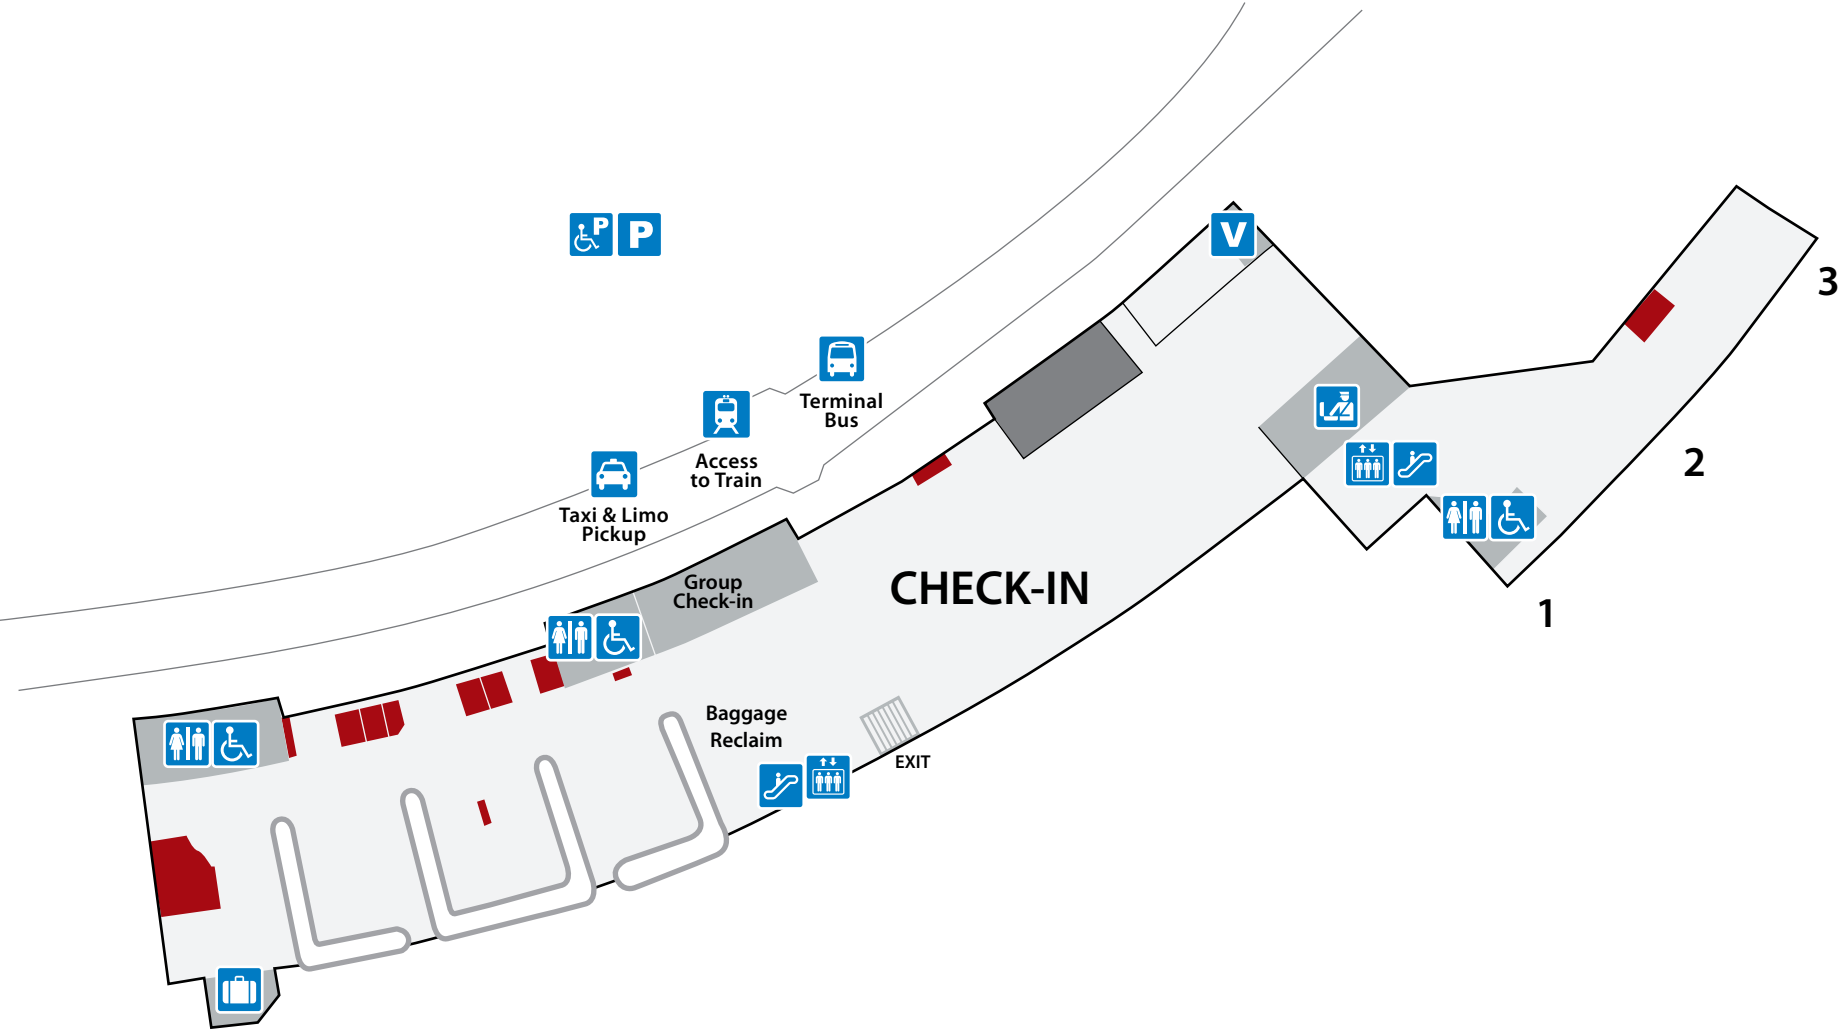 P
P
V
3
Terminal
Bus
Access
to Train
2
Taxi & Limo
Pickup
Group
Check-in
CHECK-IN
1
Baggage
Reclaim
EXIT